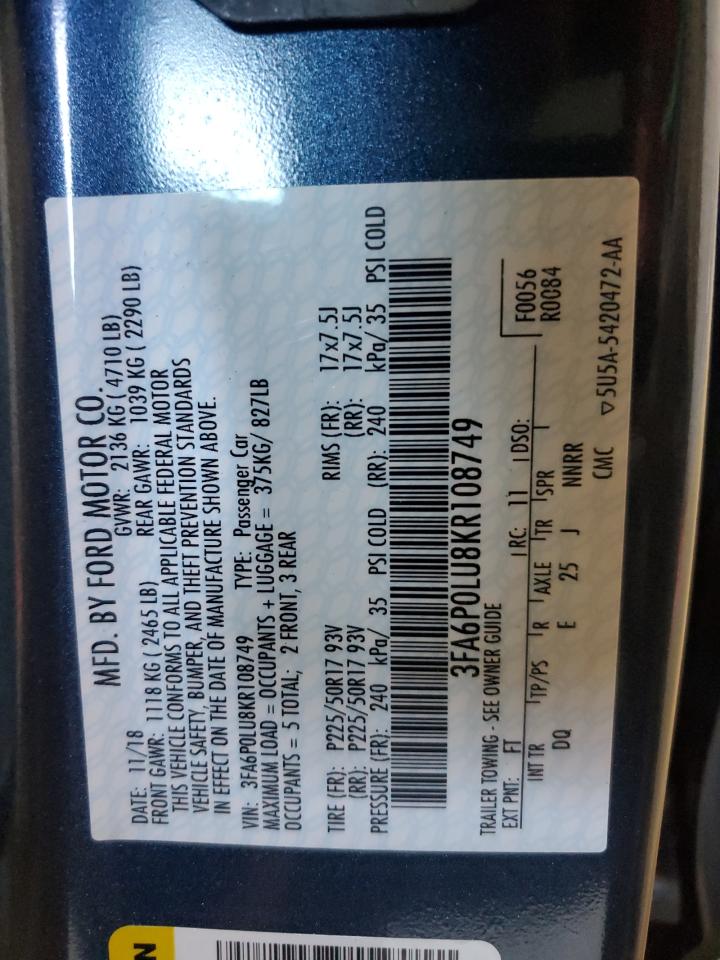 MFD. BY FORD MOTOR CO.
DATE: 11/18 GVWR: 2136 KG ( 4710 LB)
FRONT GAWR: 1118 KG ( 2465 LB) REAR GAWR: 1039 KG ( 2290 LB)
THIS VEHICLE CONFORMS TO ALL APPLICABLE FEDERAL MOTOR
VEHICLE SAFETY, BUMPER, AND THEFT PREVENTION STANDARDS
IN EFFECT ON THE DATE OF MANUFACTURE SHOWN ABOVE.
VIN: 3FA6P0LU8KR108749 TYPE: Passenger Car
MAXIMUM LOAD = OCCUPANTS + LUGGAGE = 375KG/ 827LB
OCCUPANTS = 5 TOTAL; 2 FRONT, 3 REAR
TIRE (FR): P225/50R17 93V RIMS (FR): 17x7.5J
(RR): P225/50R17 93V (RR): 17x7.5J
PRESSURE (FR): 240 kPa/ 35 PSI COLD (RR): 240 kPa/ 35 PSI COLD
3FA6P0LU8KR108749
TRAILER TOWING - SEE OWNER GUIDE
EXT PNT: FT RC: 11 DSO: F0056
INT TR TP/PS R AXLE TR SPR R0084
DQ E 25 J NNRR
CMC ▽5U5A-5420472-AA